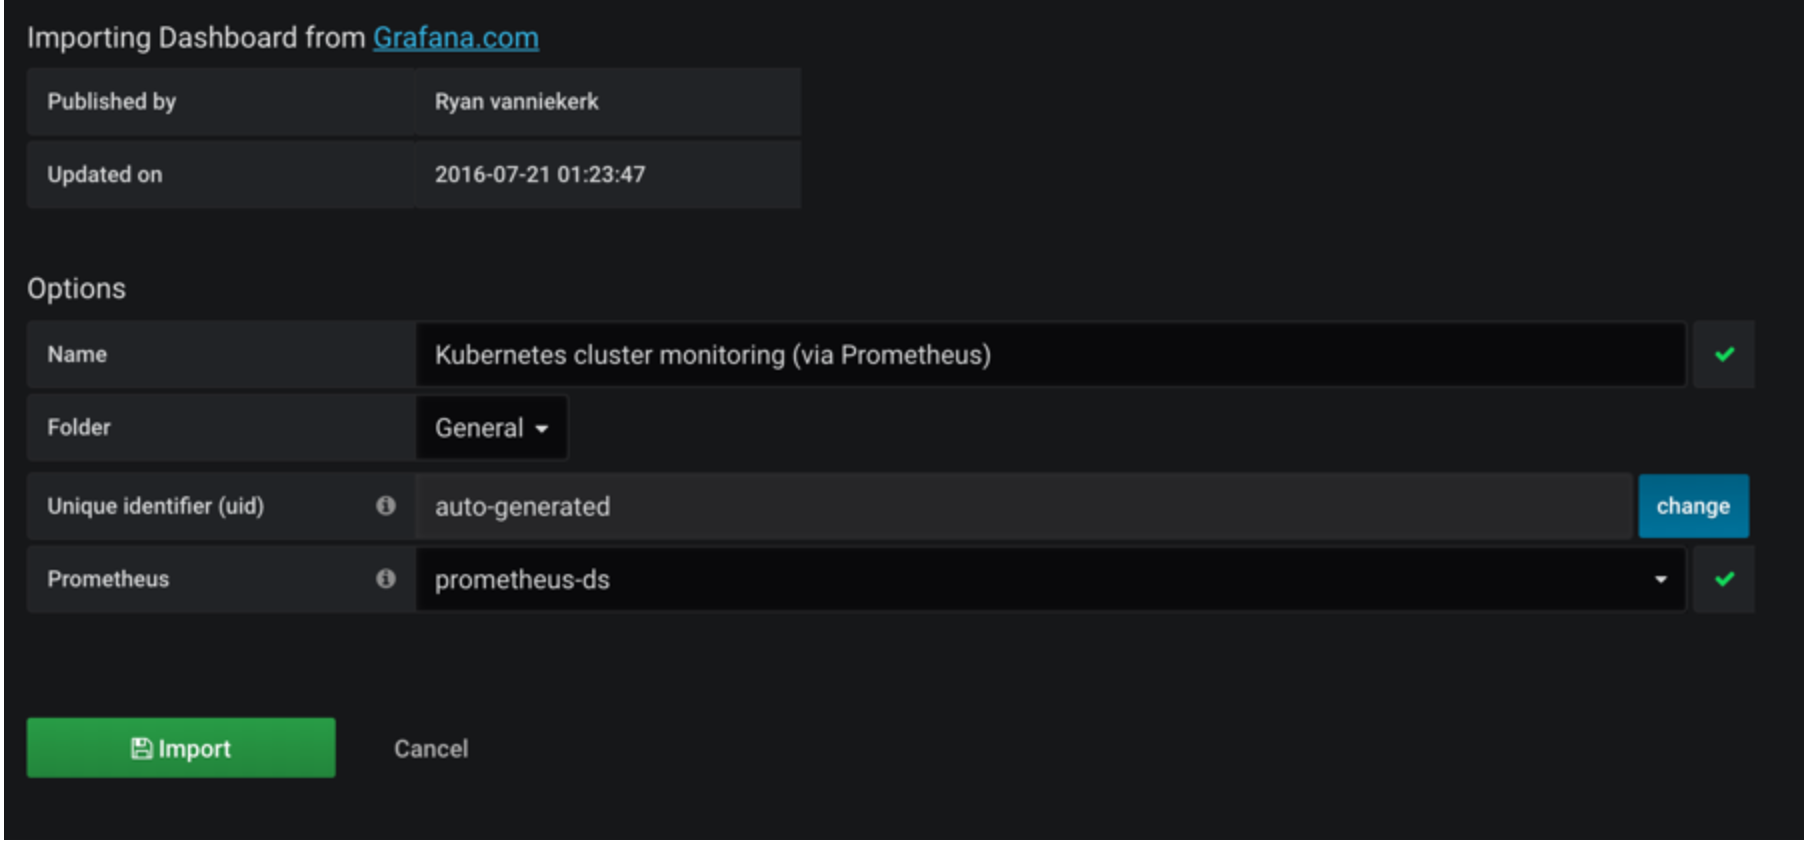 Importing Dashboard from Grafana.com
Published by Ryan vanniekerk
Updated on 2016-07-21 01:23:47
Options
Name Kubernetes cluster monitoring (via Prometheus)
Folder General
Unique identifier (uid) auto-generated change
Prometheus prometheus-ds
Import Cancel